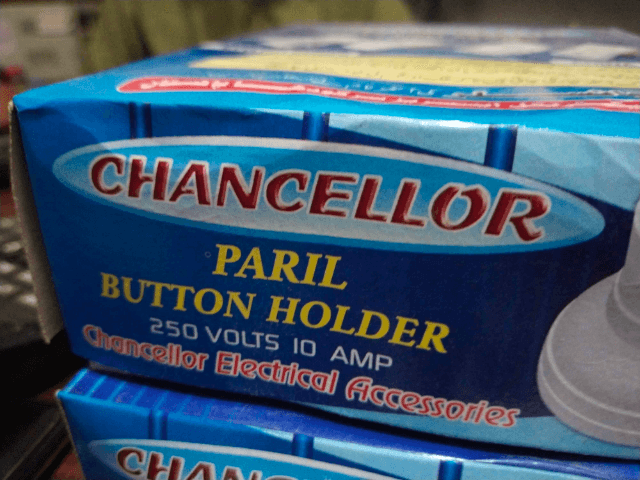 CHANCELLOR
PARIL
BUTTON HOLDER
250 VOLTS 10 AMP
Chancellor Electrical Accessories
CHANC